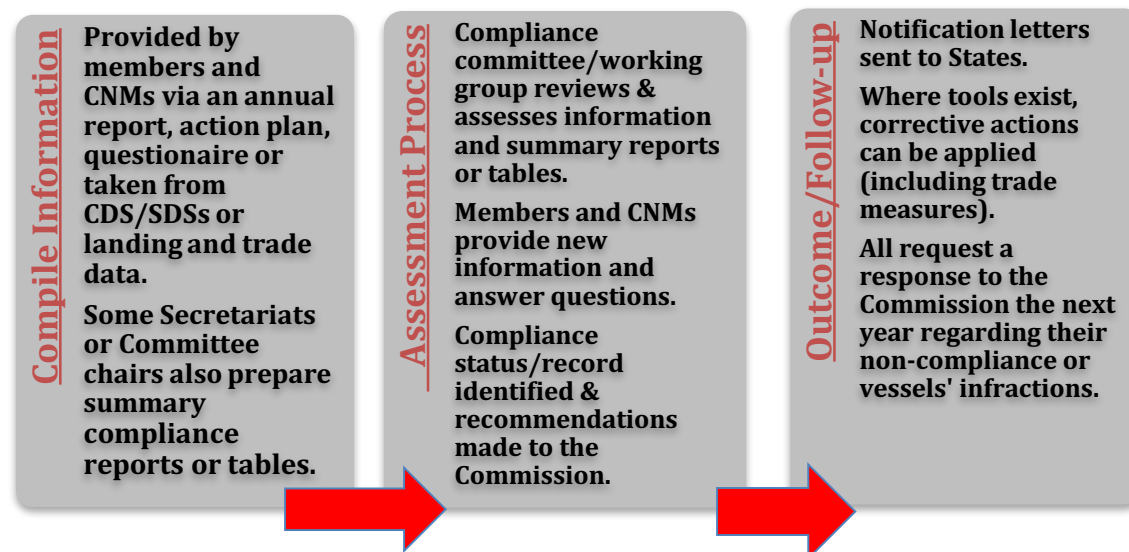 Compile Information
Provided by
members and
CNMs via an annual
report, action plan,
questionaire or
taken from
CDS/SDSs or
landing and trade
data.
Some Secretariats
or Committee
chairs also prepare
summary
compliance
reports or tables.
Assessment Process
Compliance
committee/working
group reviews &
assesses information
and summary reports
or tables.
Members and CNMs
provide new
information and
answer questions.
Compliance
status/record
identified &
recommendations
made to the
Commission.
Outcome/Follow-up
Notification letters
sent to States.
Where tools exist,
corrective actions
can be applied
(including trade
measures).
All request a
response to the
Commission the next
year regarding their
non-compliance or
vessels' infractions.